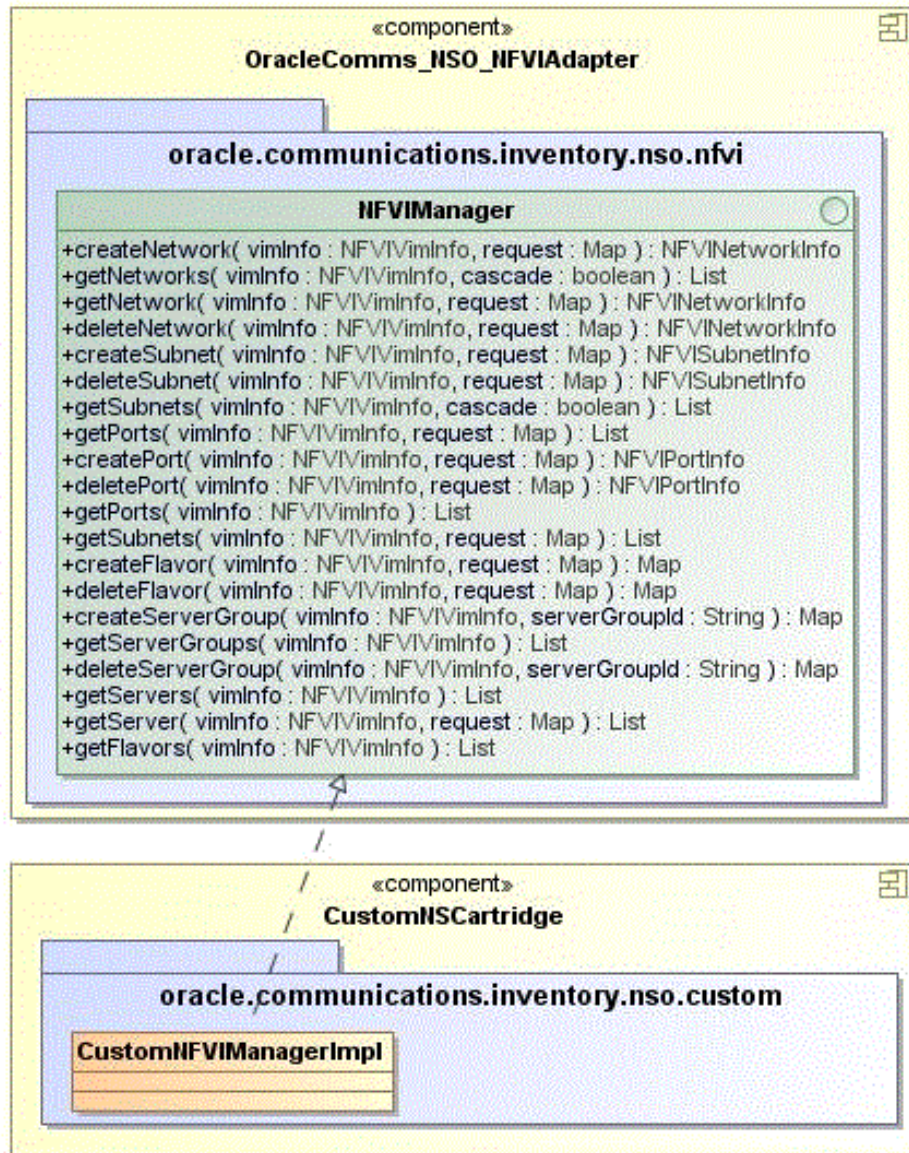 «component»
OracleComms_NSO_NFVIAdapter
oracle.communications.inventory.nso.nfvi
NFVIManager
+createNetwork( vimInfo : NFVIVimInfo, request : Map ) : NFVINetworkInfo
+getNetworks( vimInfo : NFVIVimInfo, cascade : boolean ) : List
+getNetwork( vimInfo : NFVIVimInfo, request : Map ) : NFVINetworkInfo
+deleteNetwork( vimInfo : NFVIVimInfo, request : Map ) : NFVINetworkInfo
+createSubnet( vimInfo : NFVIVimInfo, request : Map ) : NFVISubnetInfo
+deleteSubnet( vimInfo : NFVIVimInfo, request : Map ) : NFVISubnetInfo
+getSubnets( vimInfo : NFVIVimInfo, cascade : boolean ) : List
+getPorts( vimInfo : NFVIVimInfo, request : Map ) : List
+createPort( vimInfo : NFVIVimInfo, request : Map ) : NFVIPortInfo
+deletePort( vimInfo : NFVIVimInfo, request : Map ) : NFVIPortInfo
+getPorts( vimInfo : NFVIVimInfo ) : List
+getSubnets( vimInfo : NFVIVimInfo, request : Map ) : List
+createFlavor( vimInfo : NFVIVimInfo, request : Map ) : Map
+deleteFlavor( vimInfo : NFVIVimInfo, request : Map ) : Map
+createServerGroup( vimInfo : NFVIVimInfo, serverGroupId : String ) : Map
+getServerGroups( vimInfo : NFVIVimInfo ) : List
+deleteServerGroup( vimInfo : NFVIVimInfo, serverGroupId : String ) : Map
+getServers( vimInfo : NFVIVimInfo ) : List
+getServer( vimInfo : NFVIVimInfo, request : Map ) : List
+getFlavors( vimInfo : NFVIVimInfo ) : List
«component»
CustomNSCartridge
oracle.communications.inventory.nso.custom
CustomNFVIManagerImpl